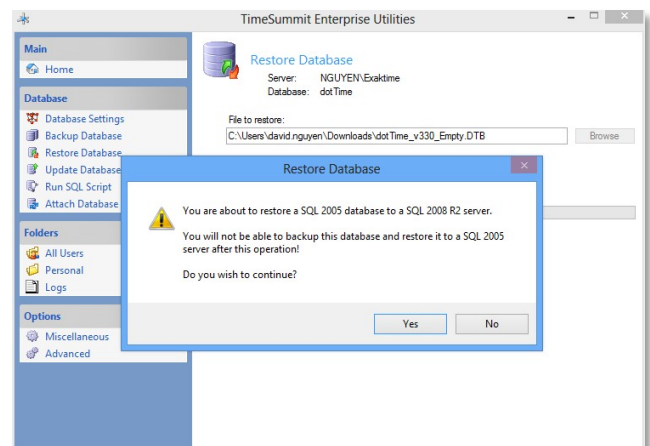 TimeSummit Enterprise Utilities
Main
Home
Database
Database Settings
Backup Database
Restore Database
Update Database
Run SQL Script
Attach Database
Folders
All Users
Personal
Logs
Options
Miscellaneous
Advanced
Restore Database
Server: NGUYEN\Exaktime
Database: dotTime
File to restore:
C:\Users\david.nguyen\Downloads\dotTime_v330_Empty.DTB
Browse
Restore Database
You are about to restore a SQL 2005 database to a SQL 2008 R2 server.
You will not be able to backup this database and restore it to a SQL 2005
server after this operation!
Do you wish to continue?
Yes
No